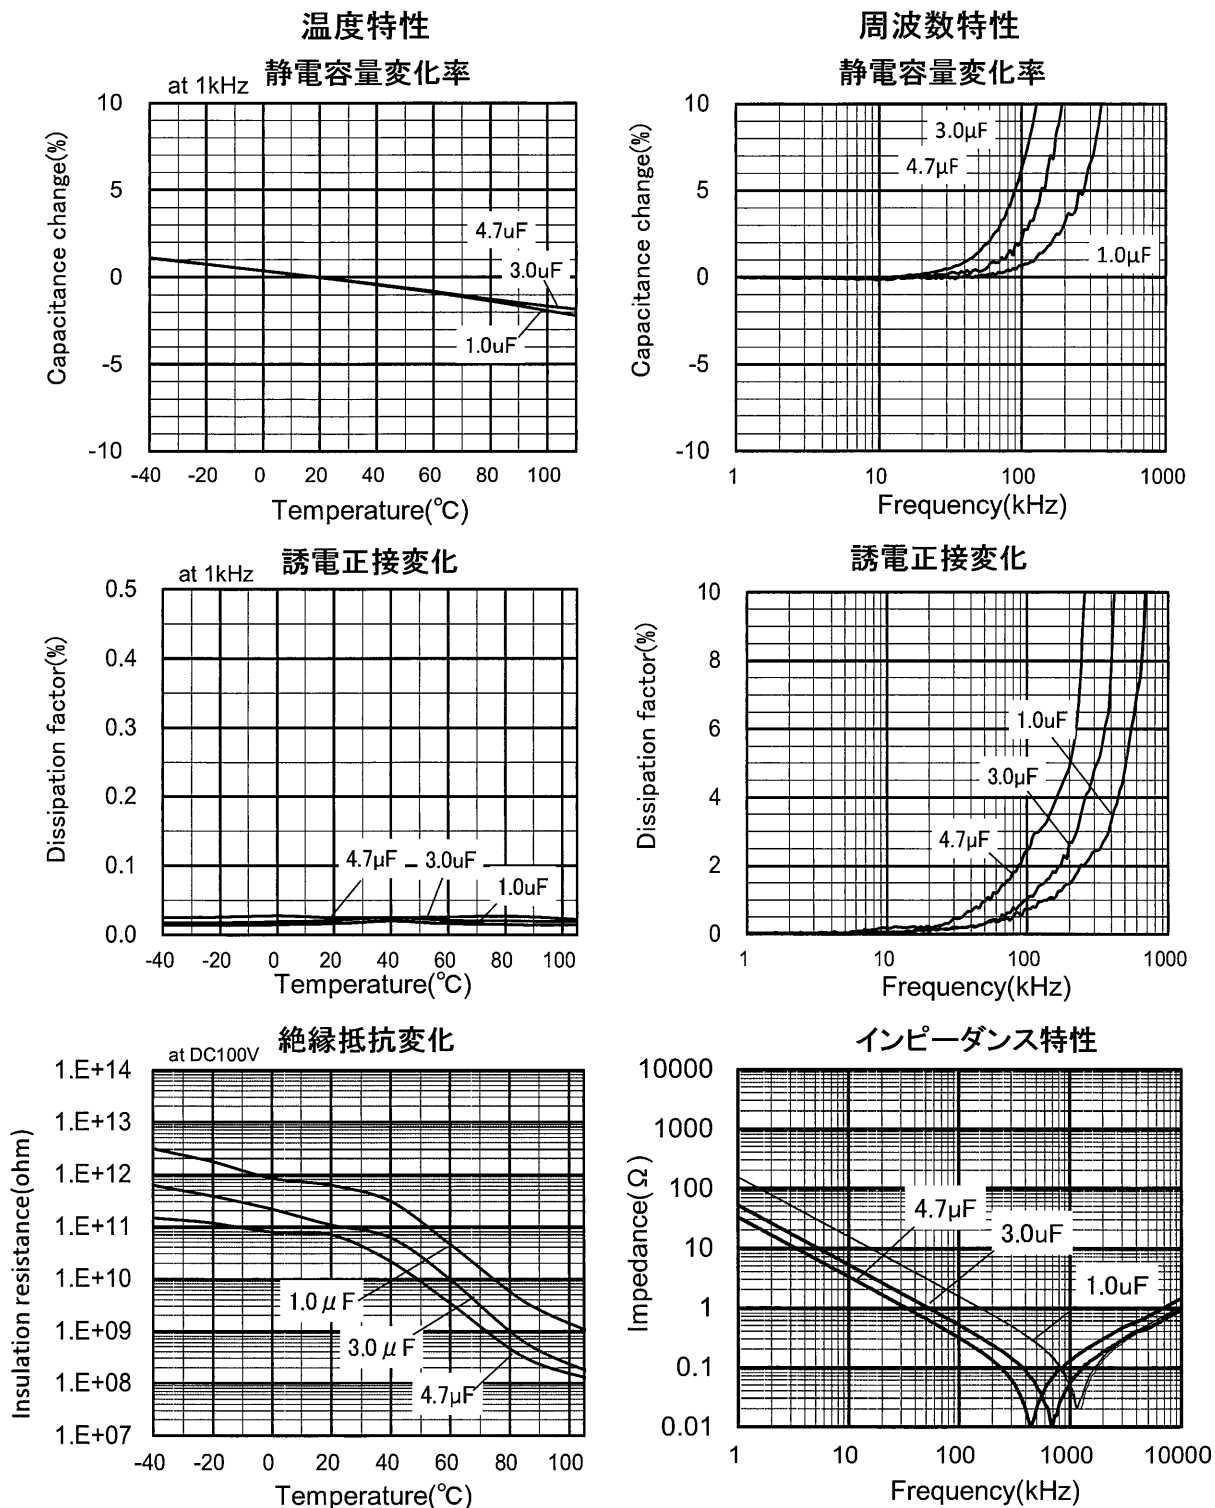 温度特性
周波数特性
at 1kHz 静電容量変化率
10
5
0
-5
-10
Capacitance change(%)
4.7uF
3.0uF
1.0uF
-40 -20 0 20 40 60 80 100
Temperature(℃)
静電容量変化率
10
5
0
-5
-10
Capacitance change(%)
3.0μF
4.7μF
1.0μF
1 10 100 1000
Frequency(kHz)
at 1kHz 誘電正接変化
0.5
0.4
0.3
0.2
0.1
0.0
Dissipation factor(%)
4.7μF 3.0uF
1.0uF
-40 -20 0 20 40 60 80 100
Temperature(℃)
誘電正接変化
10
8
6
4
2
0
Dissipation factor(%)
1.0uF
3.0μF
4.7μF
1 10 100 1000
Frequency(kHz)
at DC100V 絶縁抵抗変化
1.E+14
1.E+13
1.E+12
1.E+11
1.E+10
1.E+09
1.E+08
1.E+07
Insulation resistance(ohm)
1.0μF
3.0μF
4.7μF
-40 -20 0 20 40 60 80 100
Temperature(℃)
インピーダンス特性
10000
1000
100
10
1
0.1
0.01
Impedance(Ω)
4.7μF
3.0uF
1.0uF
1 10 100 1000 10000
Frequency(kHz)